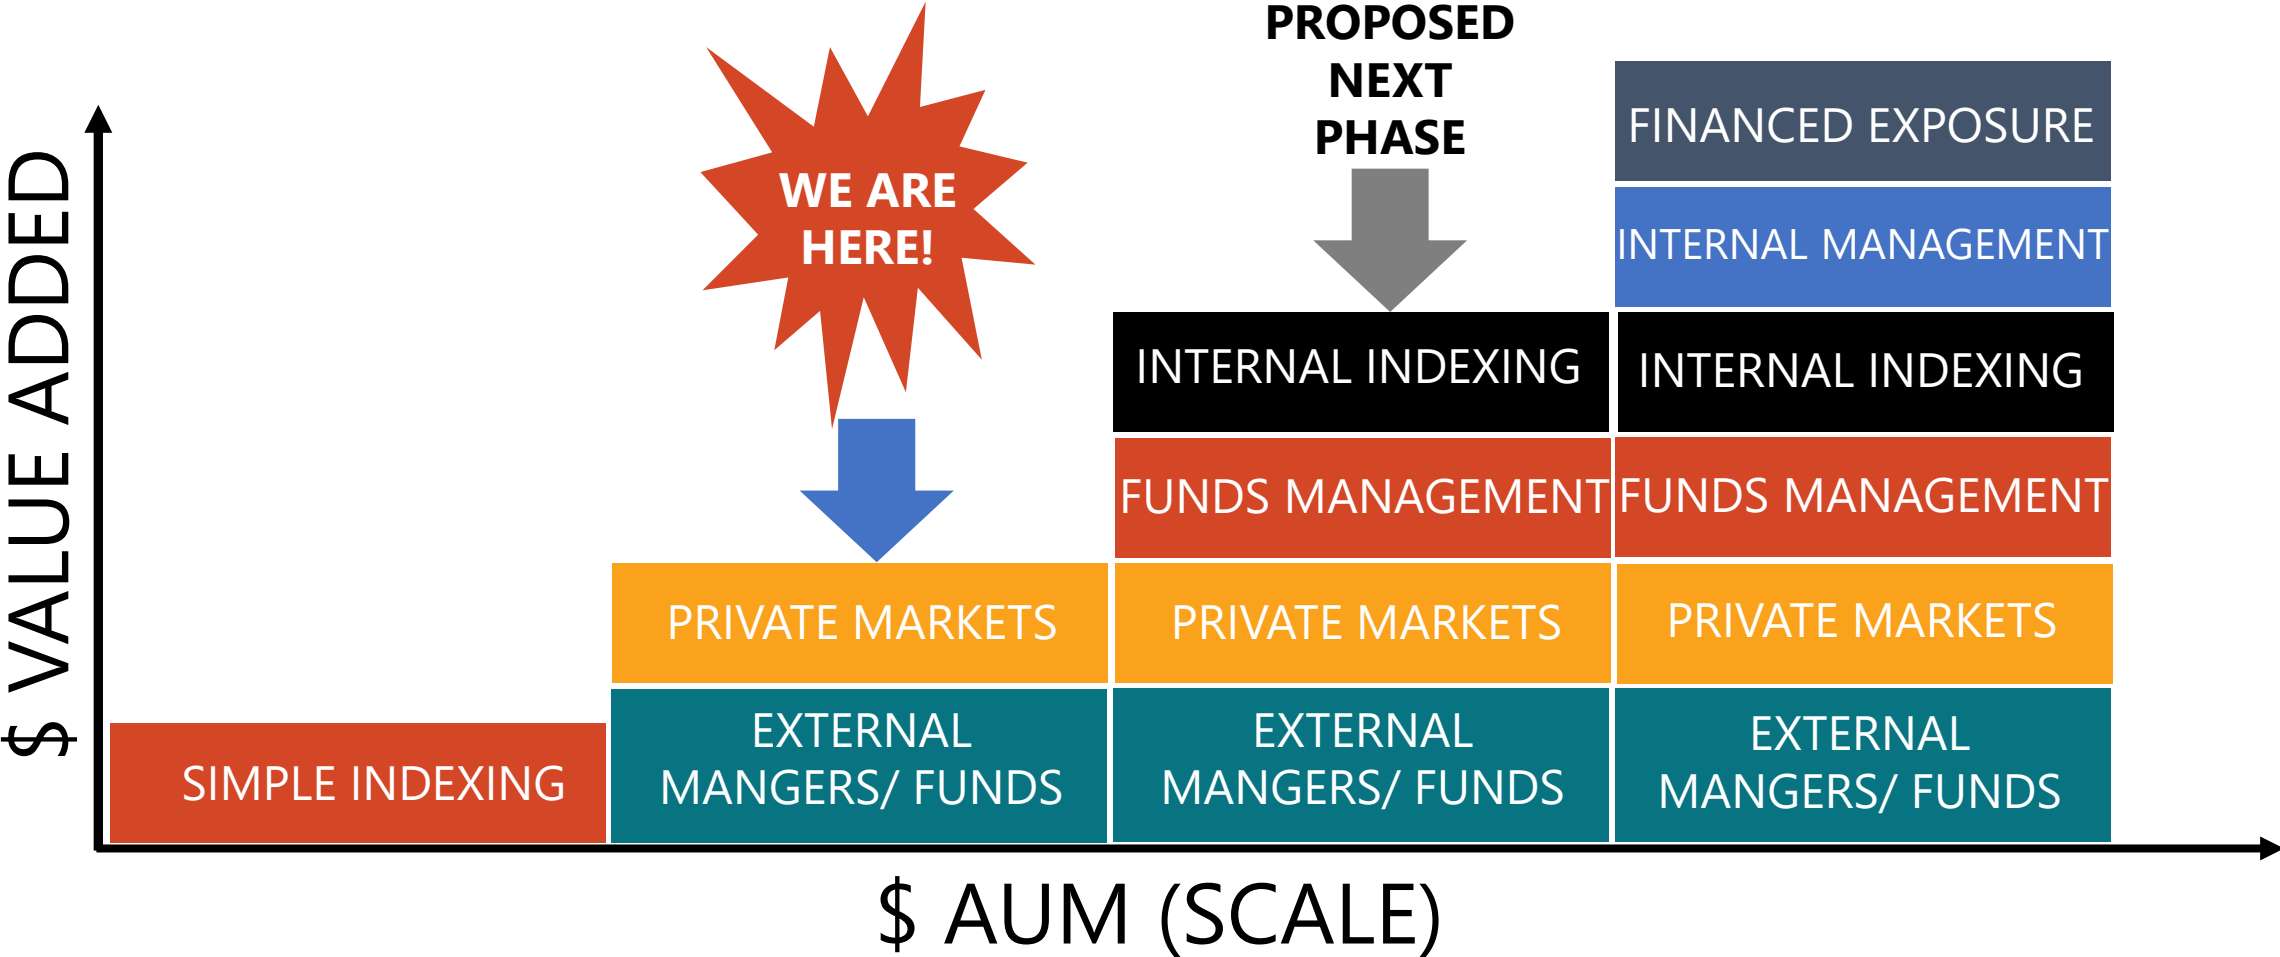 PROPOSED
NEXT
PHASE
WE ARE
HERE!
$ VALUE ADDED
SIMPLE INDEXING
PRIVATE MARKETS
EXTERNAL
MANGERS/ FUNDS
INTERNAL INDEXING
FUNDS MANAGEMENT
PRIVATE MARKETS
EXTERNAL
MANGERS/ FUNDS
FINANCED EXPOSURE
INTERNAL MANAGEMENT
INTERNAL INDEXING
FUNDS MANAGEMENT
PRIVATE MARKETS
EXTERNAL
MANGERS/ FUNDS
$ AUM (SCALE)